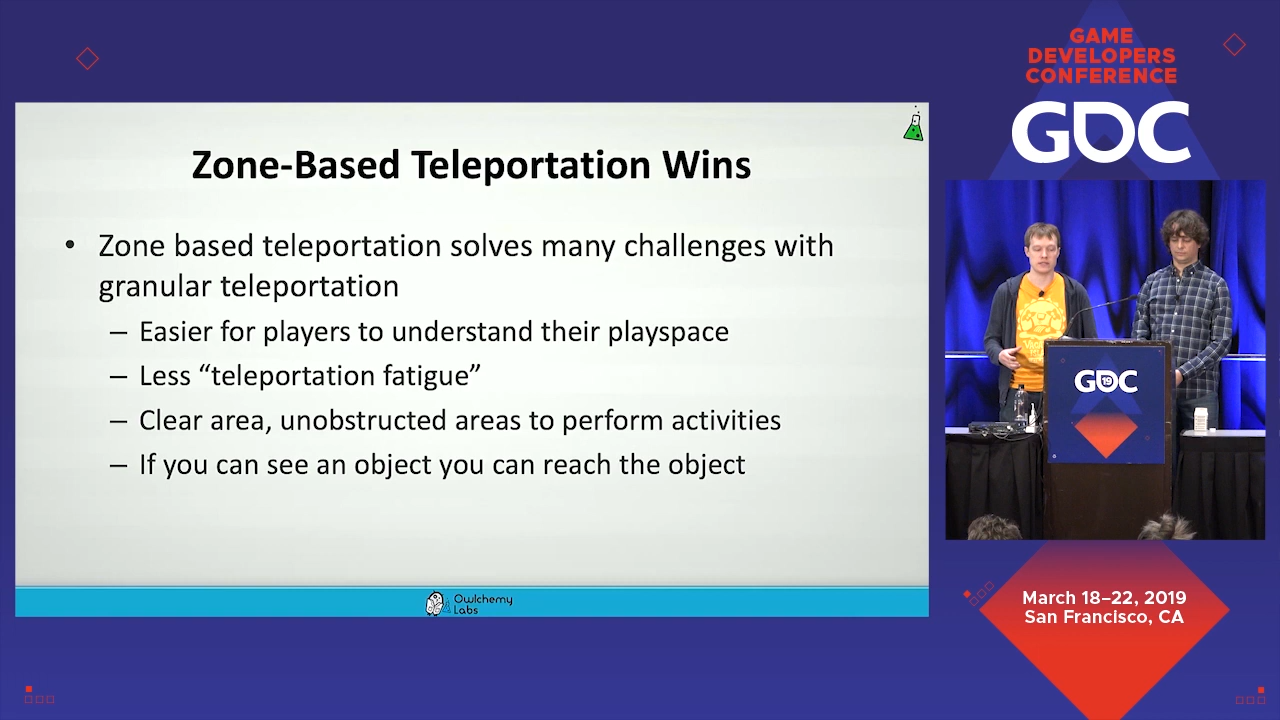 GAME
DEVELOPERS
CONFERENCE
GDC
Zone-Based Teleportation Wins
• Zone based teleportation solves many challenges with
granular teleportation
– Easier for players to understand their playspace
– Less “teleportation fatigue”
– Clear area, unobstructed areas to perform activities
– If you can see an object you can reach the object
Owlchemy
Labs
GDC
19
March 18–22, 2019
San Francisco, CA